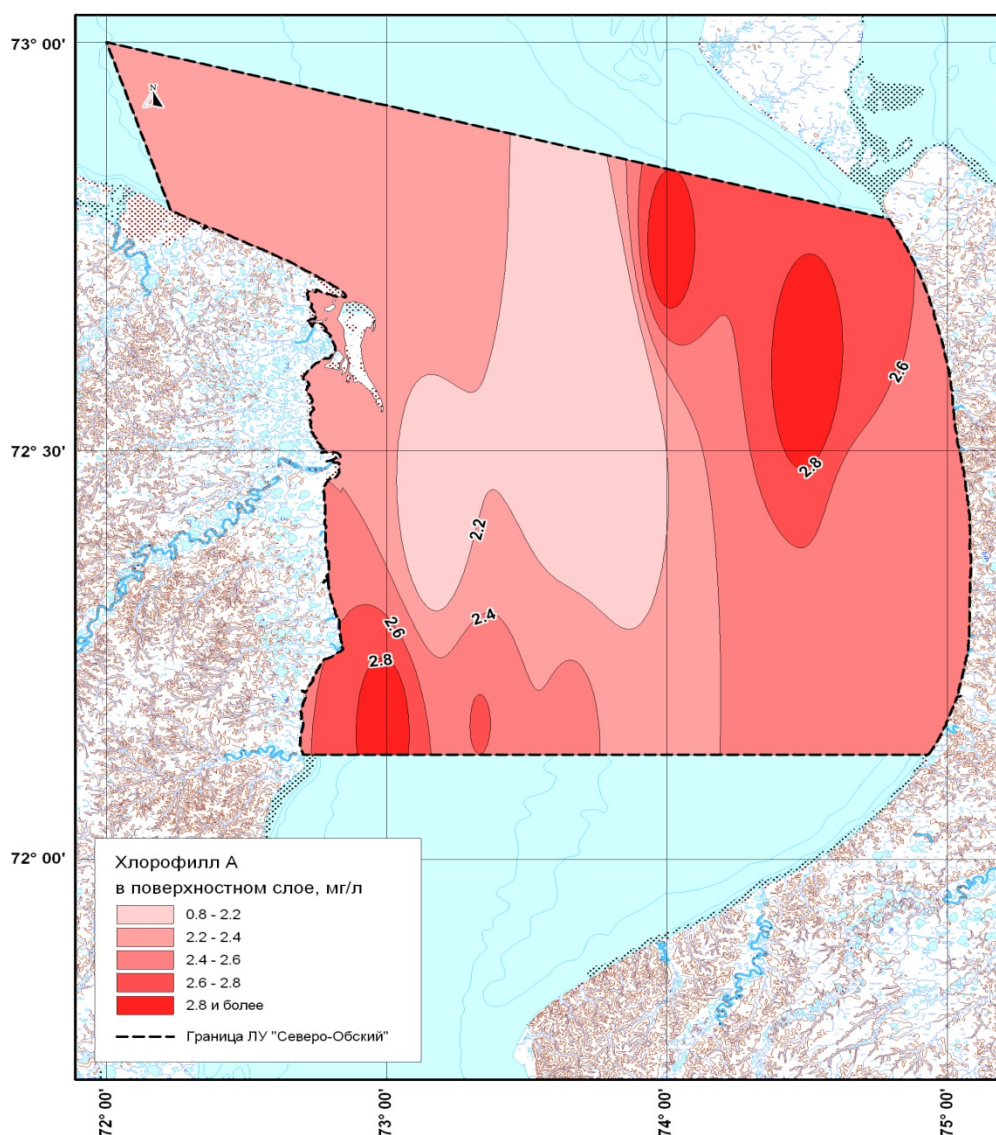 73° 00'
N
72° 30'
2.6
2.8
2.2
2.4
2.6
2.8
72° 00'
Хлорофилл А
в поверхностном слое, мг/л
0.8 - 2.2
2.2 - 2.4
2.4 - 2.6
2.6 - 2.8
2.8 и более
Граница ЛУ "Северо-Обский"
72° 00'
73° 00'
74° 00'
75° 00'